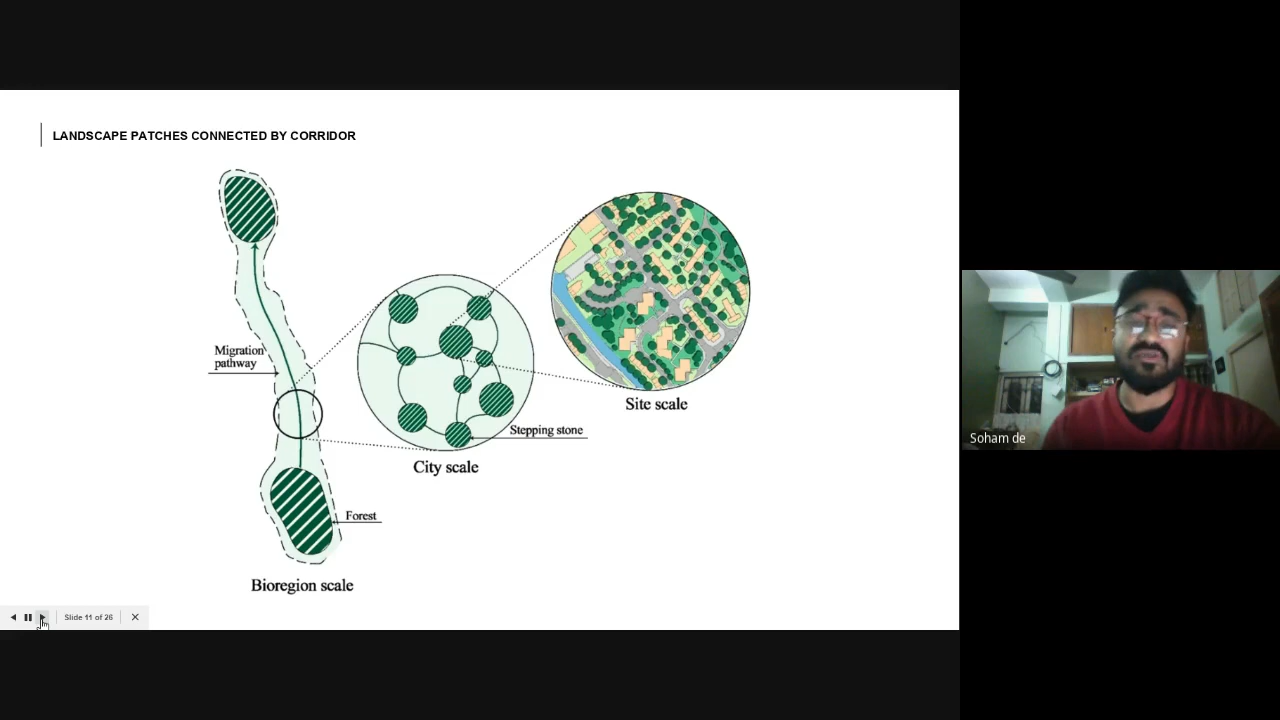 LANDSCAPE PATCHES CONNECTED BY CORRIDOR
Migration
pathway
Site scale
Stepping stone
City scale
Forest
Bioregion scale
Slide 11 of 26
Soham de